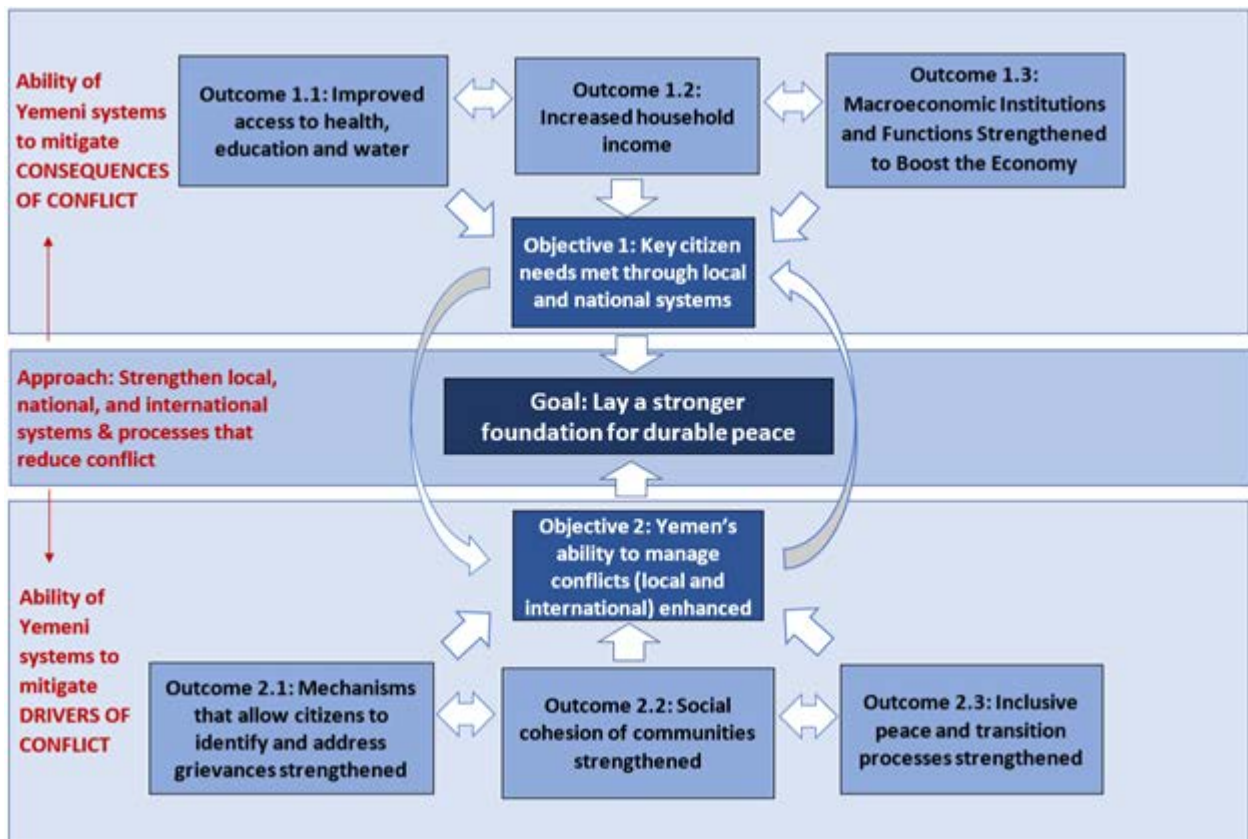 Ability of
Yemeni systems
to mitigate
CONSEQUENCES
OF CONFLICT
Outcome 1.1: Improved
access to health,
education and water
Outcome 1.2:
Increased household
income
Outcome 1.3:
Macroeconomic Institutions
and Functions Strengthened
to Boost the Economy
Objective 1: Key citizen
needs met through local
and national systems
Approach: Strengthen local,
national, and international
systems & processes that
reduce conflict
Goal: Lay a stronger
foundation for durable peace
Objective 2: Yemen’s
ability to manage
conflicts (local and
international) enhanced
Ability of
Yemeni
systems to
mitigate
DRIVERS OF
CONFLICT
Outcome 2.1: Mechanisms
that allow citizens to
identify and address
grievances strengthened
Outcome 2.2: Social
cohesion of communities
strengthened
Outcome 2.3: Inclusive
peace and transition
processes strengthened